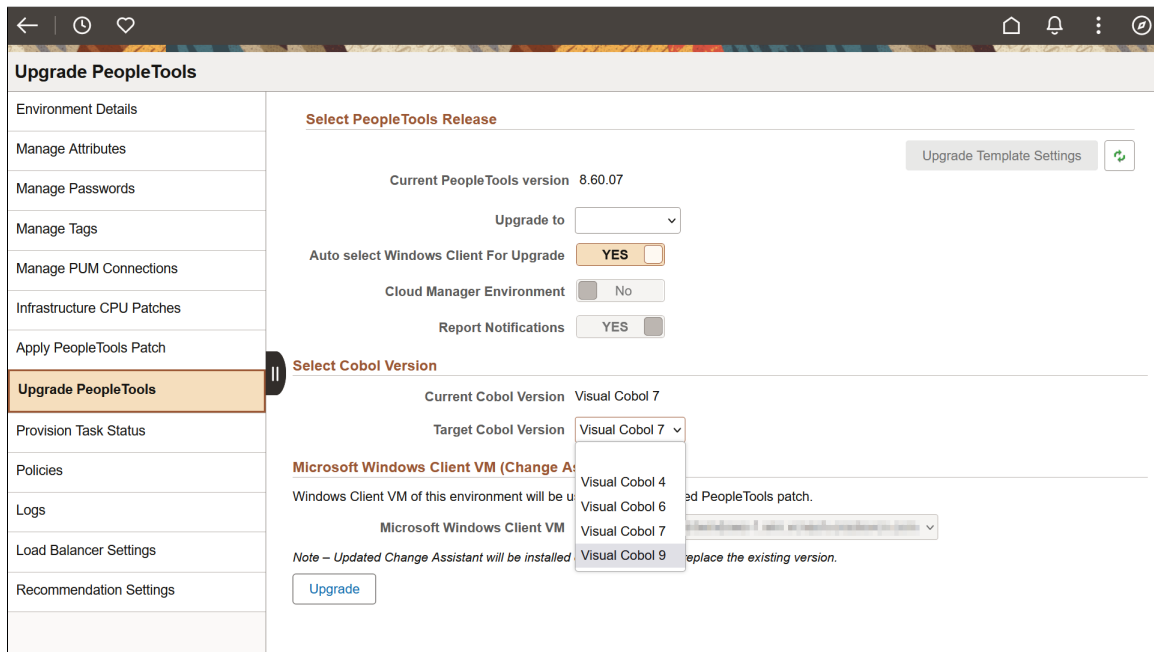 Upgrade PeopleTools
Environment Details
Manage Attributes
Manage Passwords
Manage Tags
Manage PUM Connections
Infrastructure CPU Patches
Apply PeopleTools Patch
Upgrade PeopleTools
Provision Task Status
Policies
Logs
Load Balancer Settings
Recommendation Settings
Select PeopleTools Release
Upgrade Template Settings
Current PeopleTools version 8.60.07
Upgrade to
Auto select Windows Client For Upgrade YES
Cloud Manager Environment No
Report Notifications YES
Select Cobol Version
Current Cobol Version Visual Cobol 7
Target Cobol Version Visual Cobol 7
Visual Cobol 4
Visual Cobol 6
Visual Cobol 7
Visual Cobol 9
Microsoft Windows Client VM (Change
Windows Client VM of this environment will be PeopleTools patch.
Microsoft Windows Client VM
Note – Updated Change Assistant will be installed replace the existing version.
Upgrade